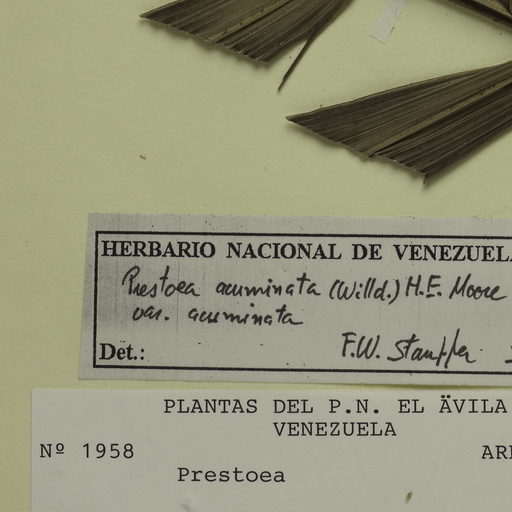 HERBARIO NACIONAL DE VENEZUELA
Prestoea acuminata (Willd.) H.E. Moore
var. acuminata
Det.: F.W. Stauffer
PLANTAS DEL P.N. EL ÄVILA
VENEZUELA
Nº 1958
Prestoea